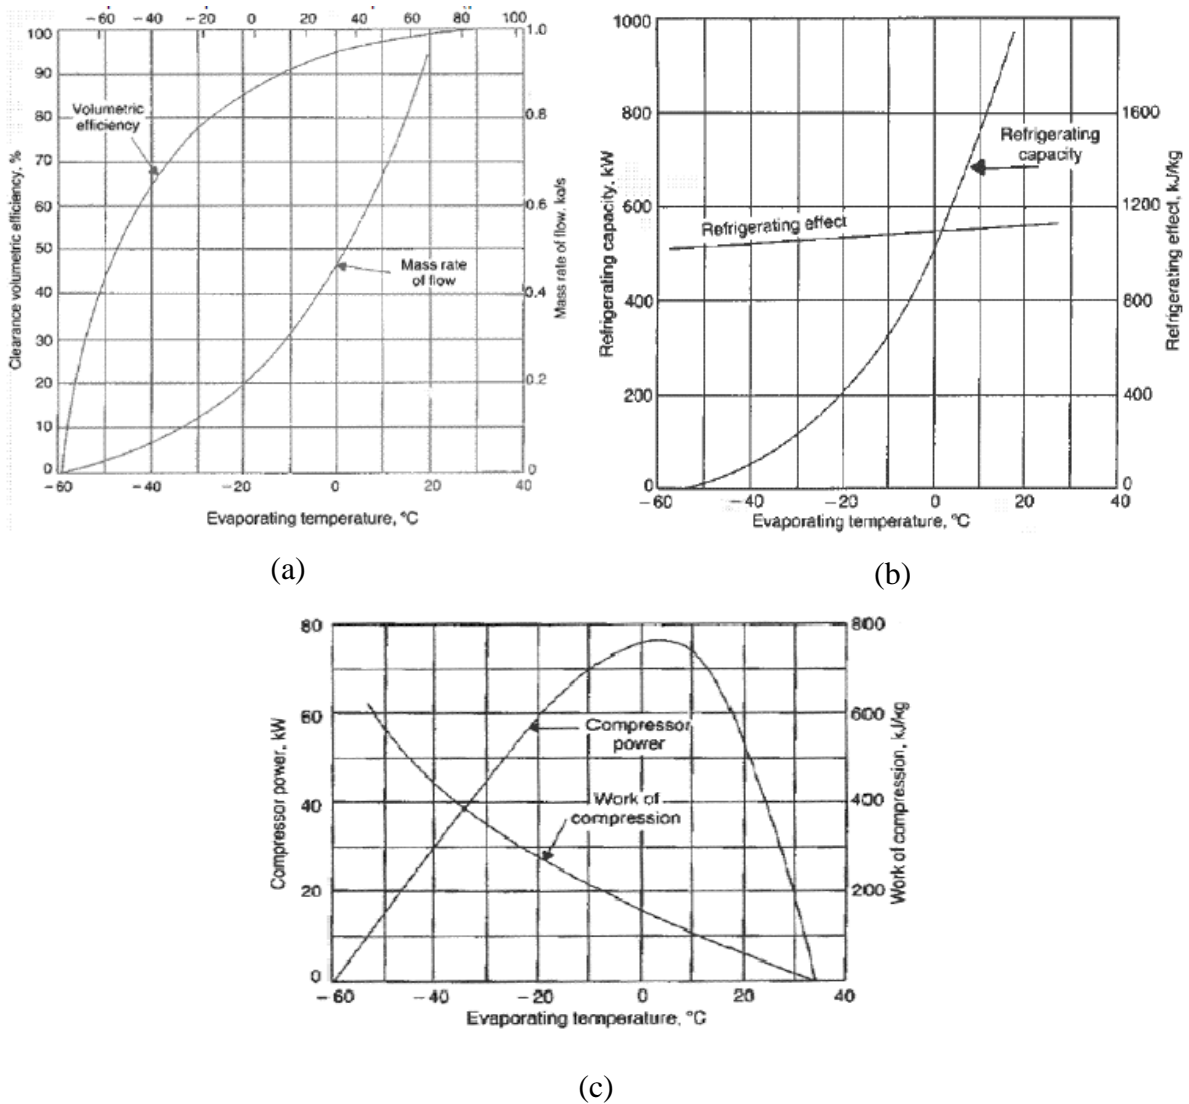 −60 −40 −20 0 20 30 60 80 100
100 1.0
90
Volumetric
efficiency
80 0.8
70
60 0.6
50
Mass rate
of flow
40 0.4
30
20 0.2
10
0 0
−60 −40 −20 0 20 40
Clearance volumetric efficiency, %
Mass rate of flow, kg/s
Evaporating temperature, °C
(a)
1000
800 1600
Refrigerating
capacity
600 1200
Refrigerating effect
400 800
200 400
0 0
−60 −40 −20 0 10 20 30 40
Refrigerating capacity, kW
Refrigerating effect, kJ/kg
Evaporating temperature, °C
(b)
80 800
60 600
Compressor
power
40 400
Work of
compression
20 200
0
−60 −40 −20 0 20 40
Compressor power, kW
Work of compression, kJ/kg
Evaporating temperature, °C
(c)